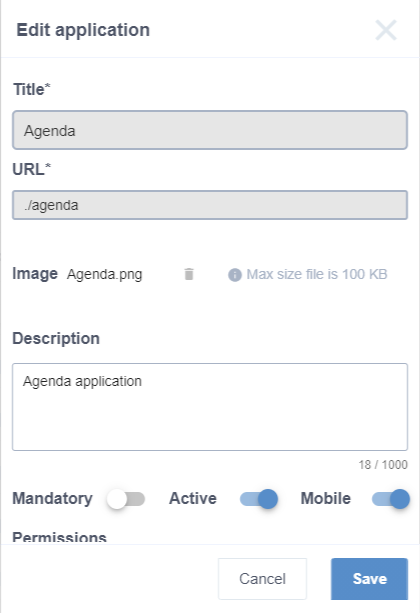 Edit application
Title*
Agenda
URL*
./agenda
Image Agenda.png Max size file is 100 KB
Description
Agenda application
18 / 1000
Mandatory Active Mobile
Permissions
Cancel Save